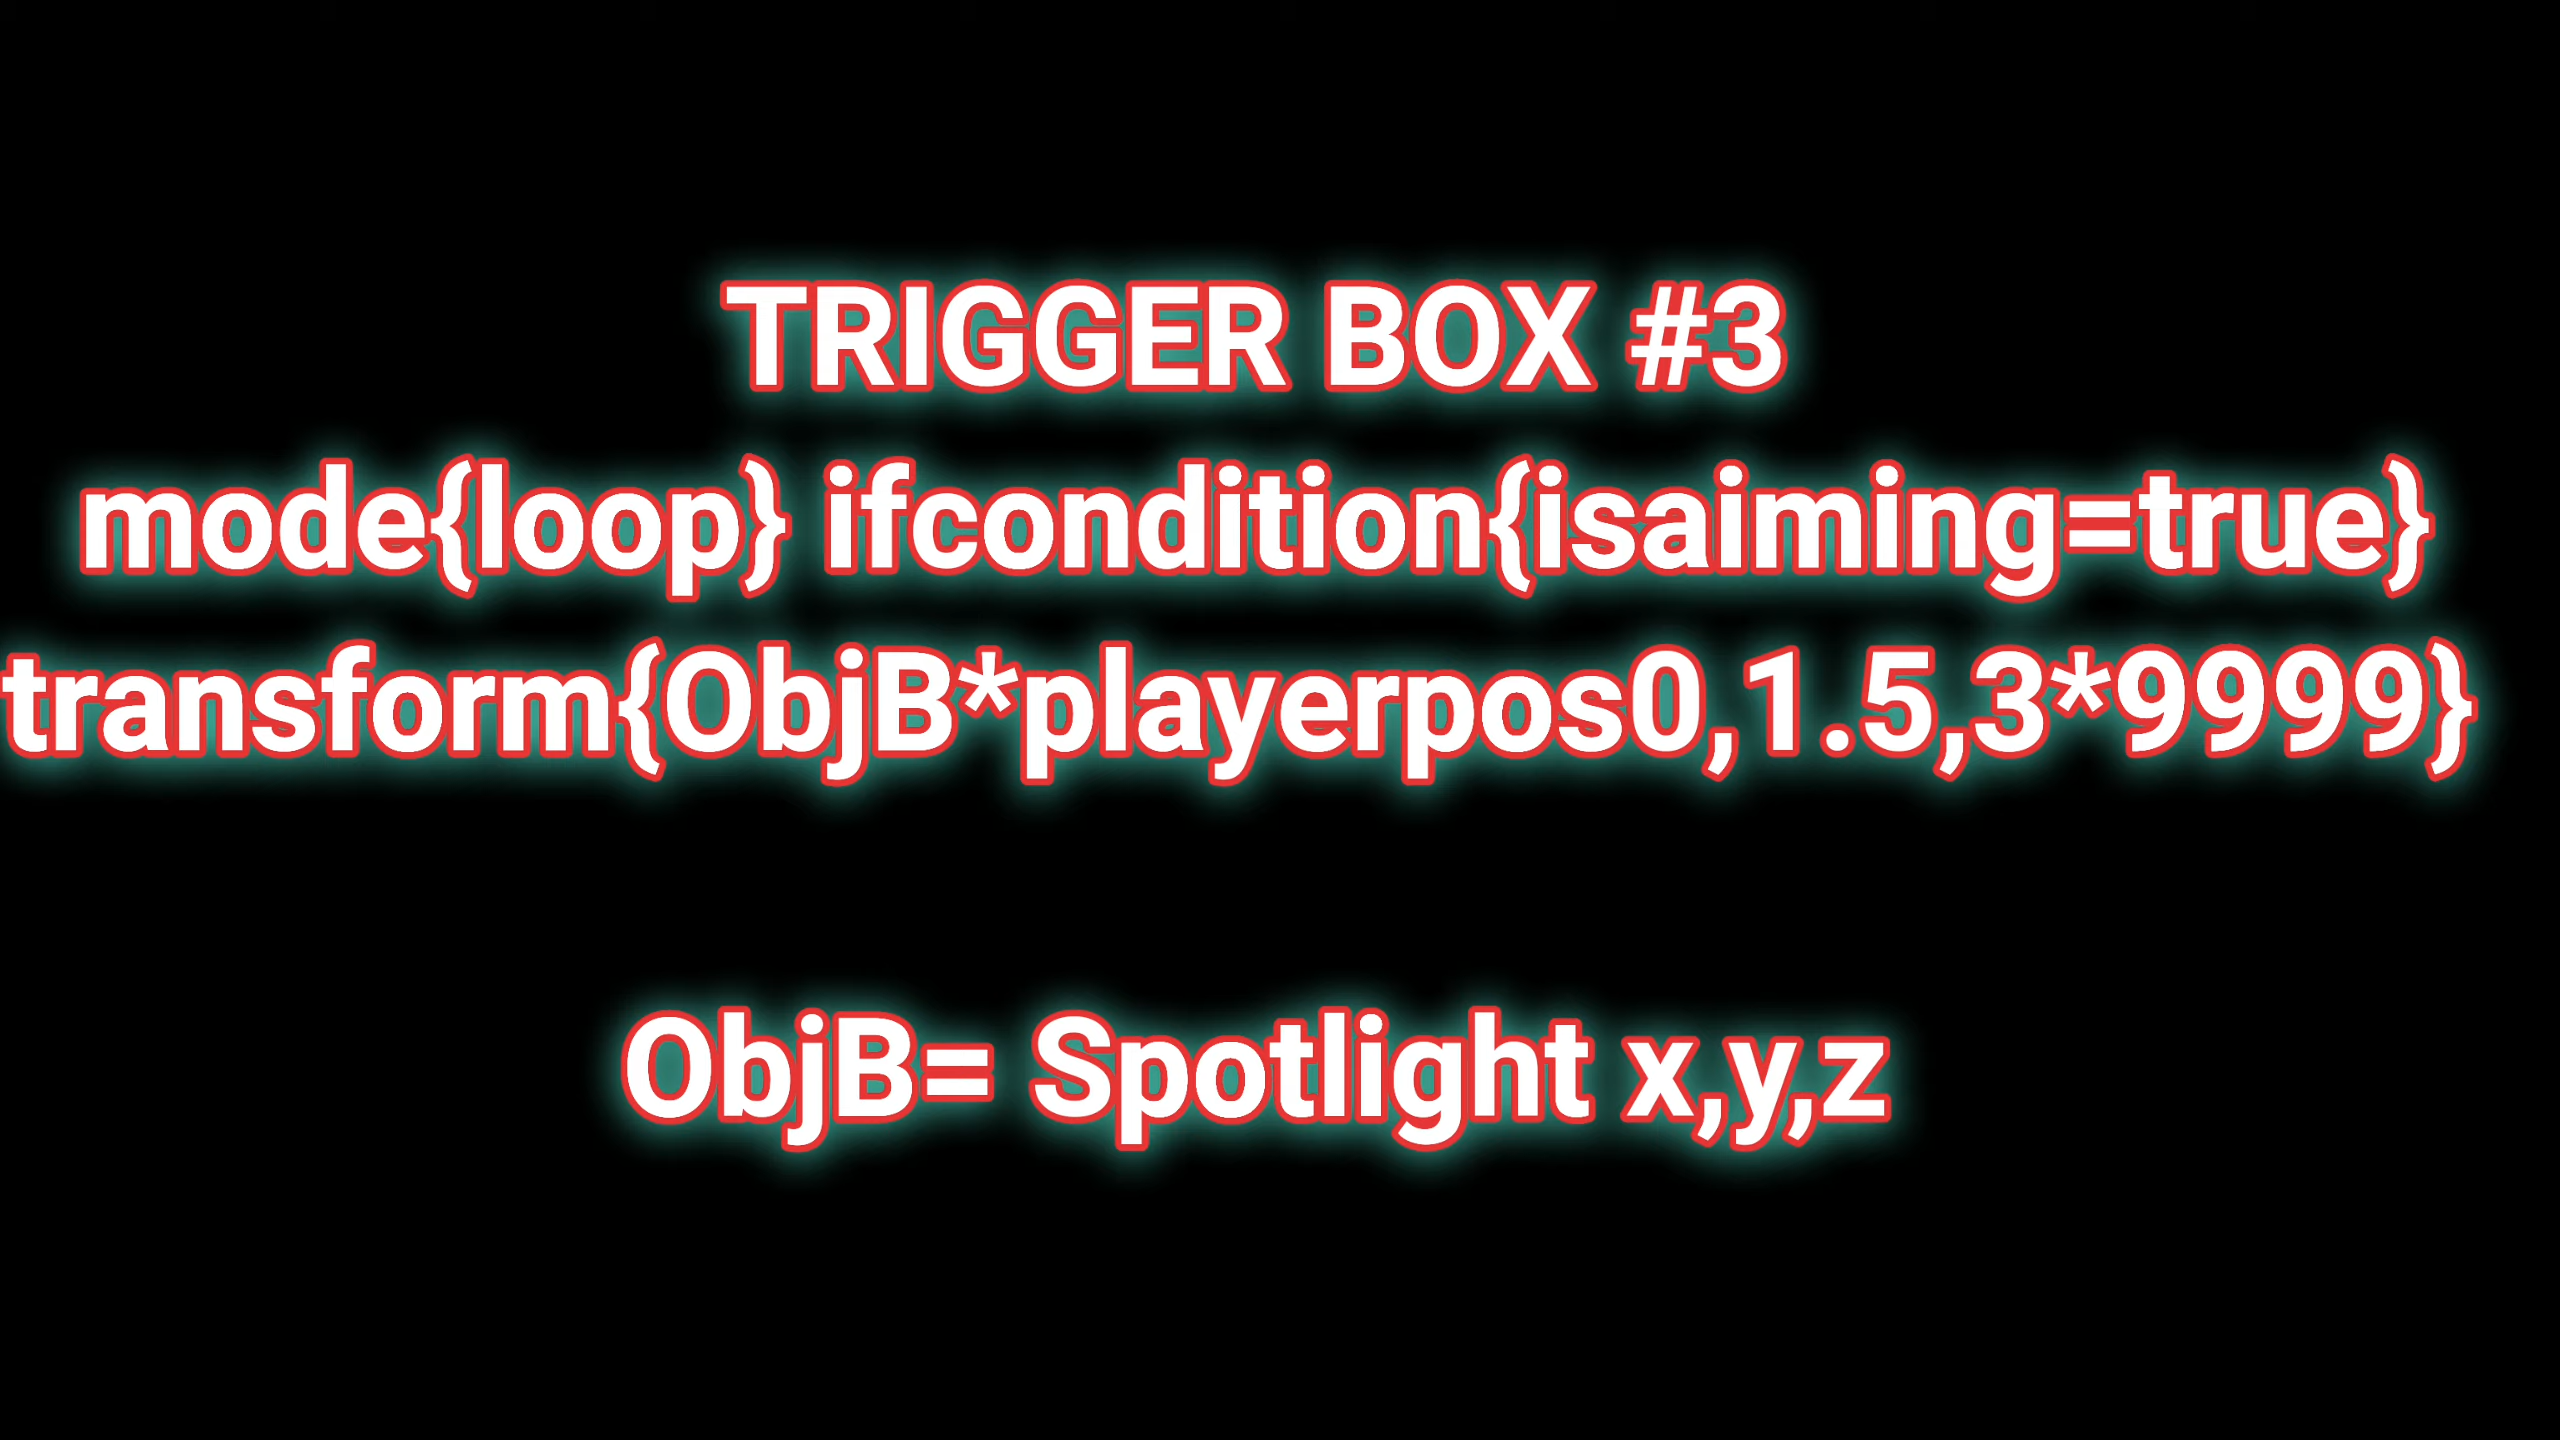 TRIGGER BOX #3
mode{loop} ifcondition{isaiming=true}
transform{ObjB*playerpos0,1.5,3*9999}
ObjB= Spotlight x,y,z